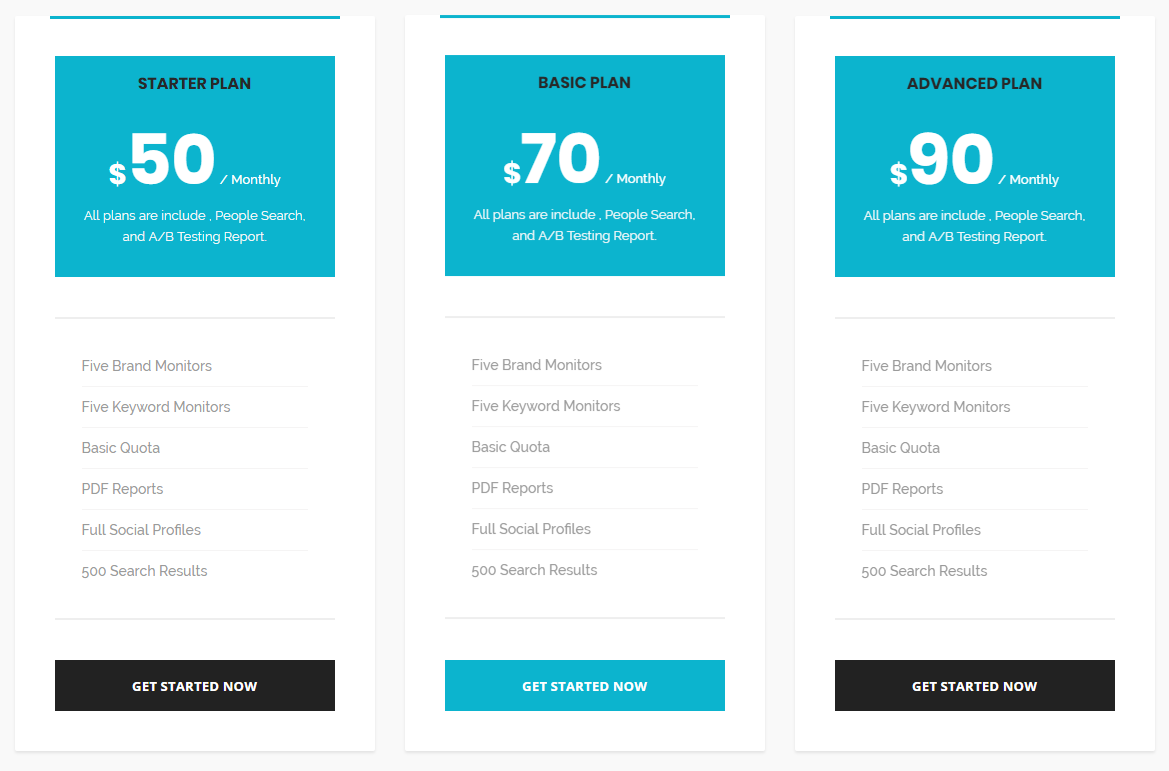 STARTER PLAN
$50 / Monthly
All plans are include , People Search,
and A/B Testing Report.
Five Brand Monitors
Five Keyword Monitors
Basic Quota
PDF Reports
Full Social Profiles
500 Search Results
GET STARTED NOW
BASIC PLAN
$70 / Monthly
All plans are include , People Search,
and A/B Testing Report.
Five Brand Monitors
Five Keyword Monitors
Basic Quota
PDF Reports
Full Social Profiles
500 Search Results
GET STARTED NOW
ADVANCED PLAN
$90 / Monthly
All plans are include , People Search,
and A/B Testing Report.
Five Brand Monitors
Five Keyword Monitors
Basic Quota
PDF Reports
Full Social Profiles
500 Search Results
GET STARTED NOW